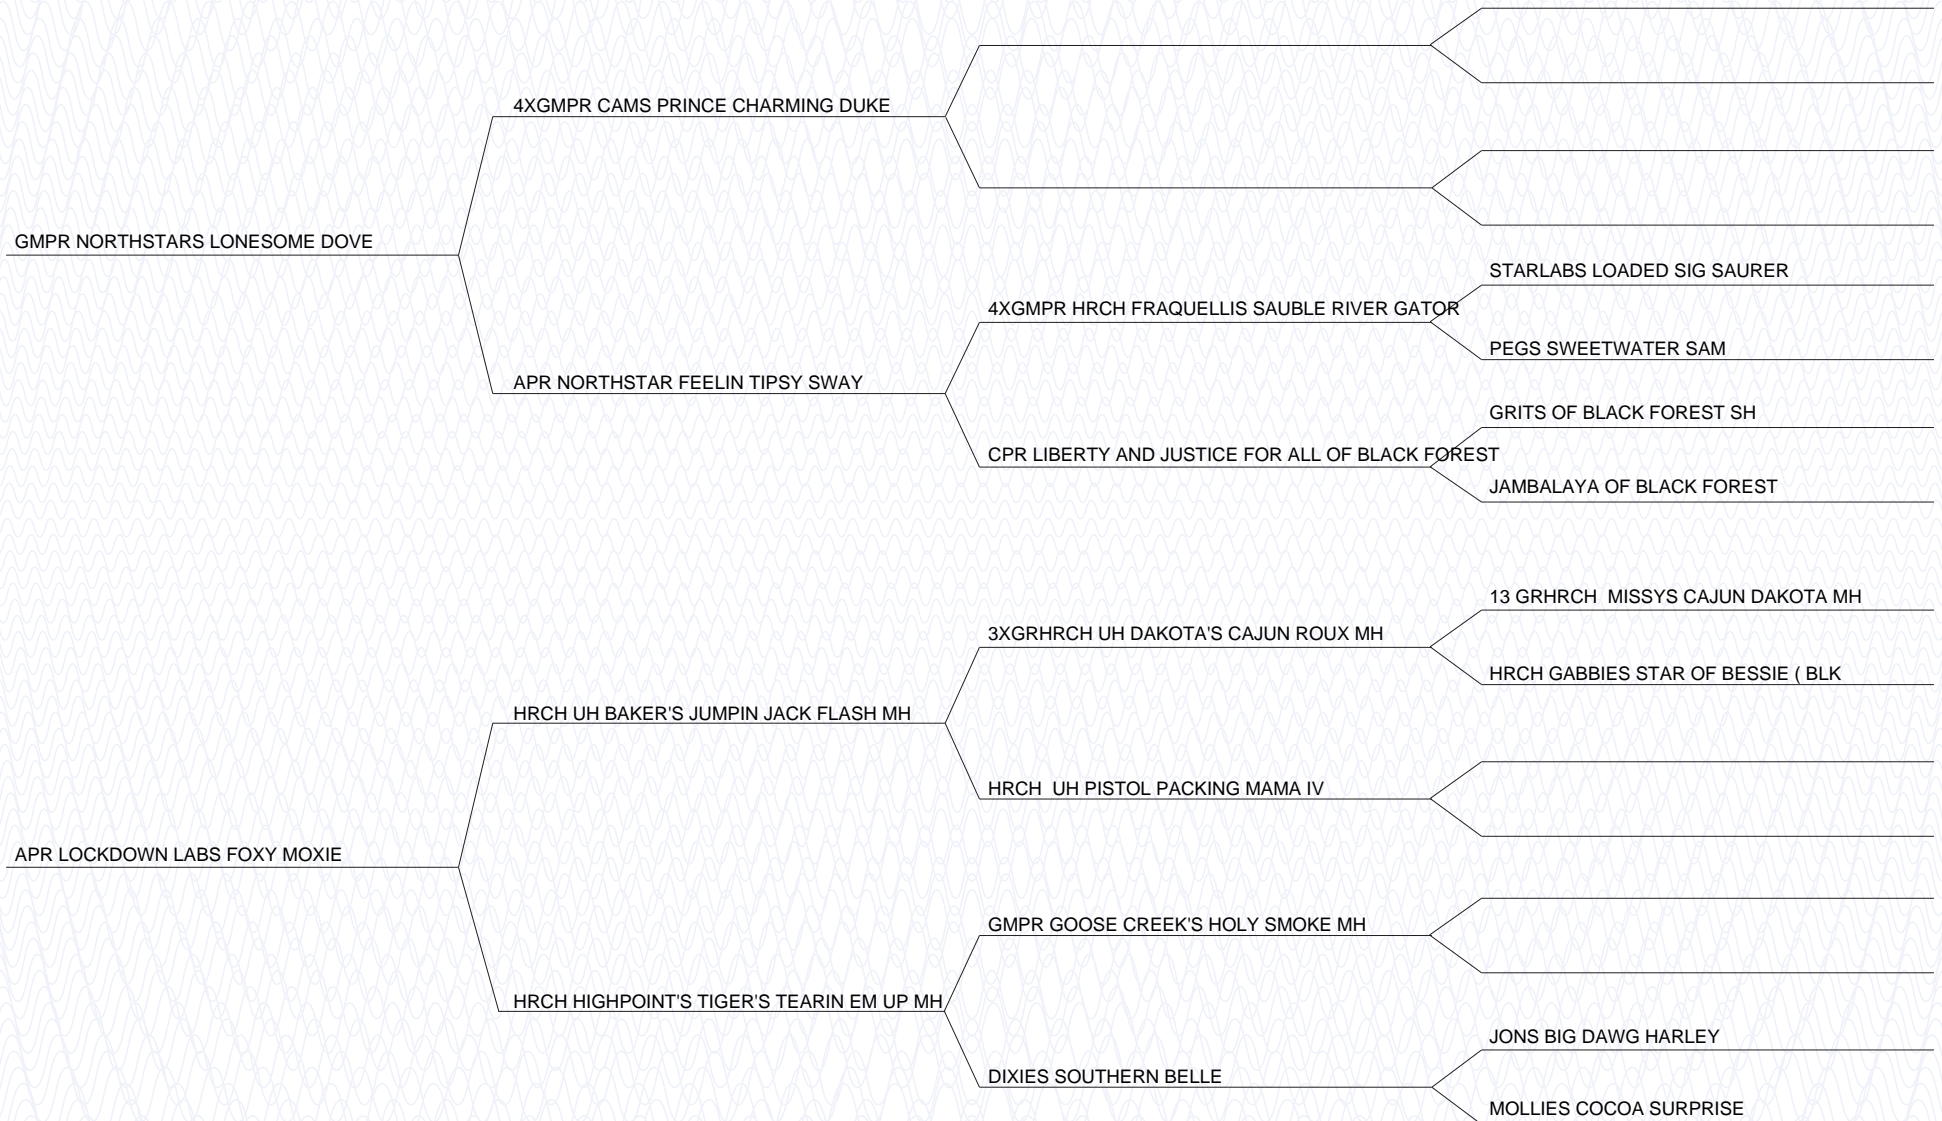 4XGMPR CAMS PRINCE CHARMING DUKE
GMPR NORTHSTARS LONESOME DOVE
STARLABS LOADED SIG SAURER
4XGMPR HRCH FRAQUELLIS SAUBLE RIVER GATOR
PEGS SWEETWATER SAM
APR NORTHSTAR FEELIN TIPSY SWAY
GRITS OF BLACK FOREST SH
CPR LIBERTY AND JUSTICE FOR ALL OF BLACK FOREST
JAMBALAYA OF BLACK FOREST
13 GRHRCH  MISSYS CAJUN DAKOTA MH
3XGRHRCH UH DAKOTA'S CAJUN ROUX MH
HRCH GABBIES STAR OF BESSIE ( BLK
HRCH UH BAKER'S JUMPIN JACK FLASH MH
HRCH  UH PISTOL PACKING MAMA IV
APR LOCKDOWN LABS FOXY MOXIE
GMPR GOOSE CREEK'S HOLY SMOKE MH
HRCH HIGHPOINT'S TIGER'S TEARIN EM UP MH
JONS BIG DAWG HARLEY
DIXIES SOUTHERN BELLE
MOLLIES COCOA SURPRISE